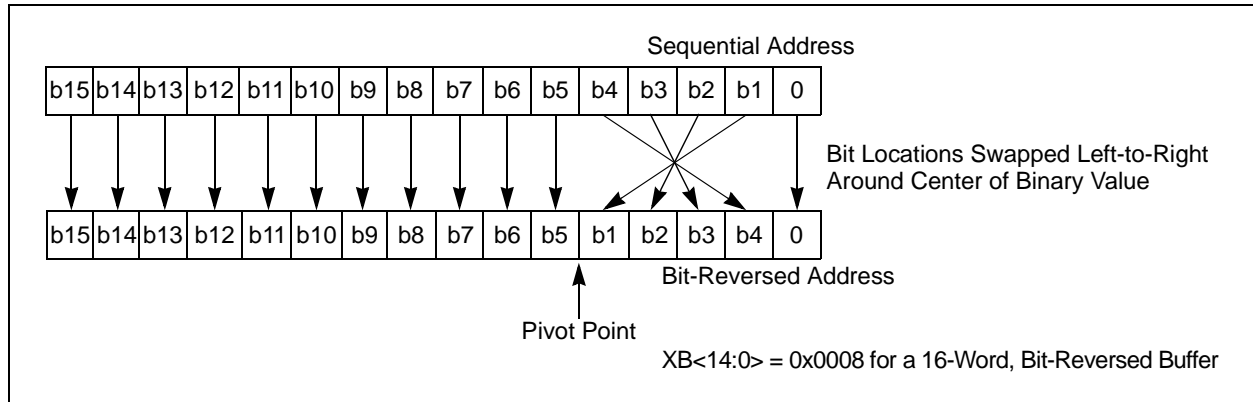 Sequential Address
b15 b14 b13 b12 b11 b10 b9 b8 b7 b6 b5 b4 b3 b2 b1 0
Bit Locations Swapped Left-to-Right
Around Center of Binary Value
b15 b14 b13 b12 b11 b10 b9 b8 b7 b6 b5 b1 b2 b3 b4 0
Bit-Reversed Address
Pivot Point
XB<14:0> = 0x0008 for a 16-Word, Bit-Reversed Buffer